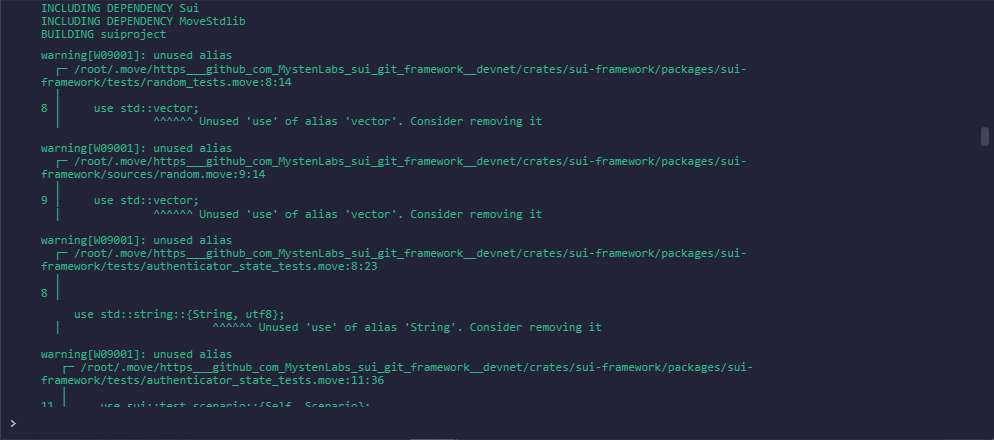 INCLUDING DEPENDENCY Sui
INCLUDING DEPENDENCY MoveStdlib
BUILDING suiproject
warning[W09001]: unused alias
┌─ /root/.move/https___github_com_MystenLabs_sui_git_framework__devnet/crates/sui-framework/packages/sui-
framework/tests/random_tests.move:8:14
│
8 │     use std::vector;
│              ^^^^^^ Unused 'use' of alias 'vector'. Consider removing it
warning[W09001]: unused alias
┌─ /root/.move/https___github_com_MystenLabs_sui_git_framework__devnet/crates/sui-framework/packages/sui-
framework/sources/random.move:9:14
│
9 │     use std::vector;
│              ^^^^^^ Unused 'use' of alias 'vector'. Consider removing it
warning[W09001]: unused alias
┌─ /root/.move/https___github_com_MystenLabs_sui_git_framework__devnet/crates/sui-framework/packages/sui-
framework/tests/authenticator_state_tests.move:8:23
│
8 │
use std::string::{String, utf8};
│                       ^^^^^^ Unused 'use' of alias 'String'. Consider removing it
warning[W09001]: unused alias
┌─ /root/.move/https___github_com_MystenLabs_sui_git_framework__devnet/crates/sui-framework/packages/sui-
framework/tests/authenticator_state_tests.move:11:36
│
11 │     use sui::test_scenario::{Self, Scenario};
>